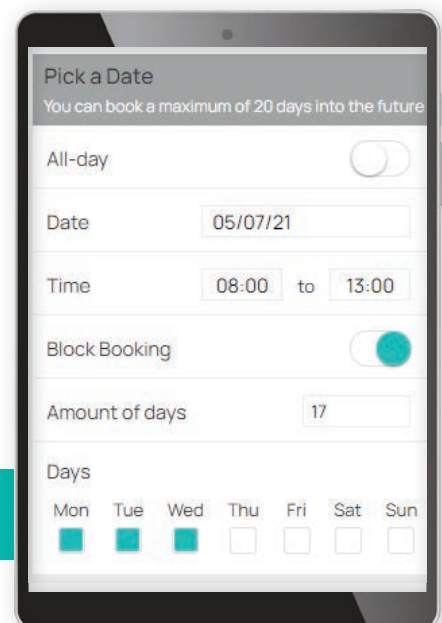 Pick a Date
You can book a maximum of 20 days into the future
All-day
Date 05/07/21
Time 08:00 to 13:00
Block Booking
Amount of days 17
Days
Mon Tue Wed Thu Fri Sat Sun